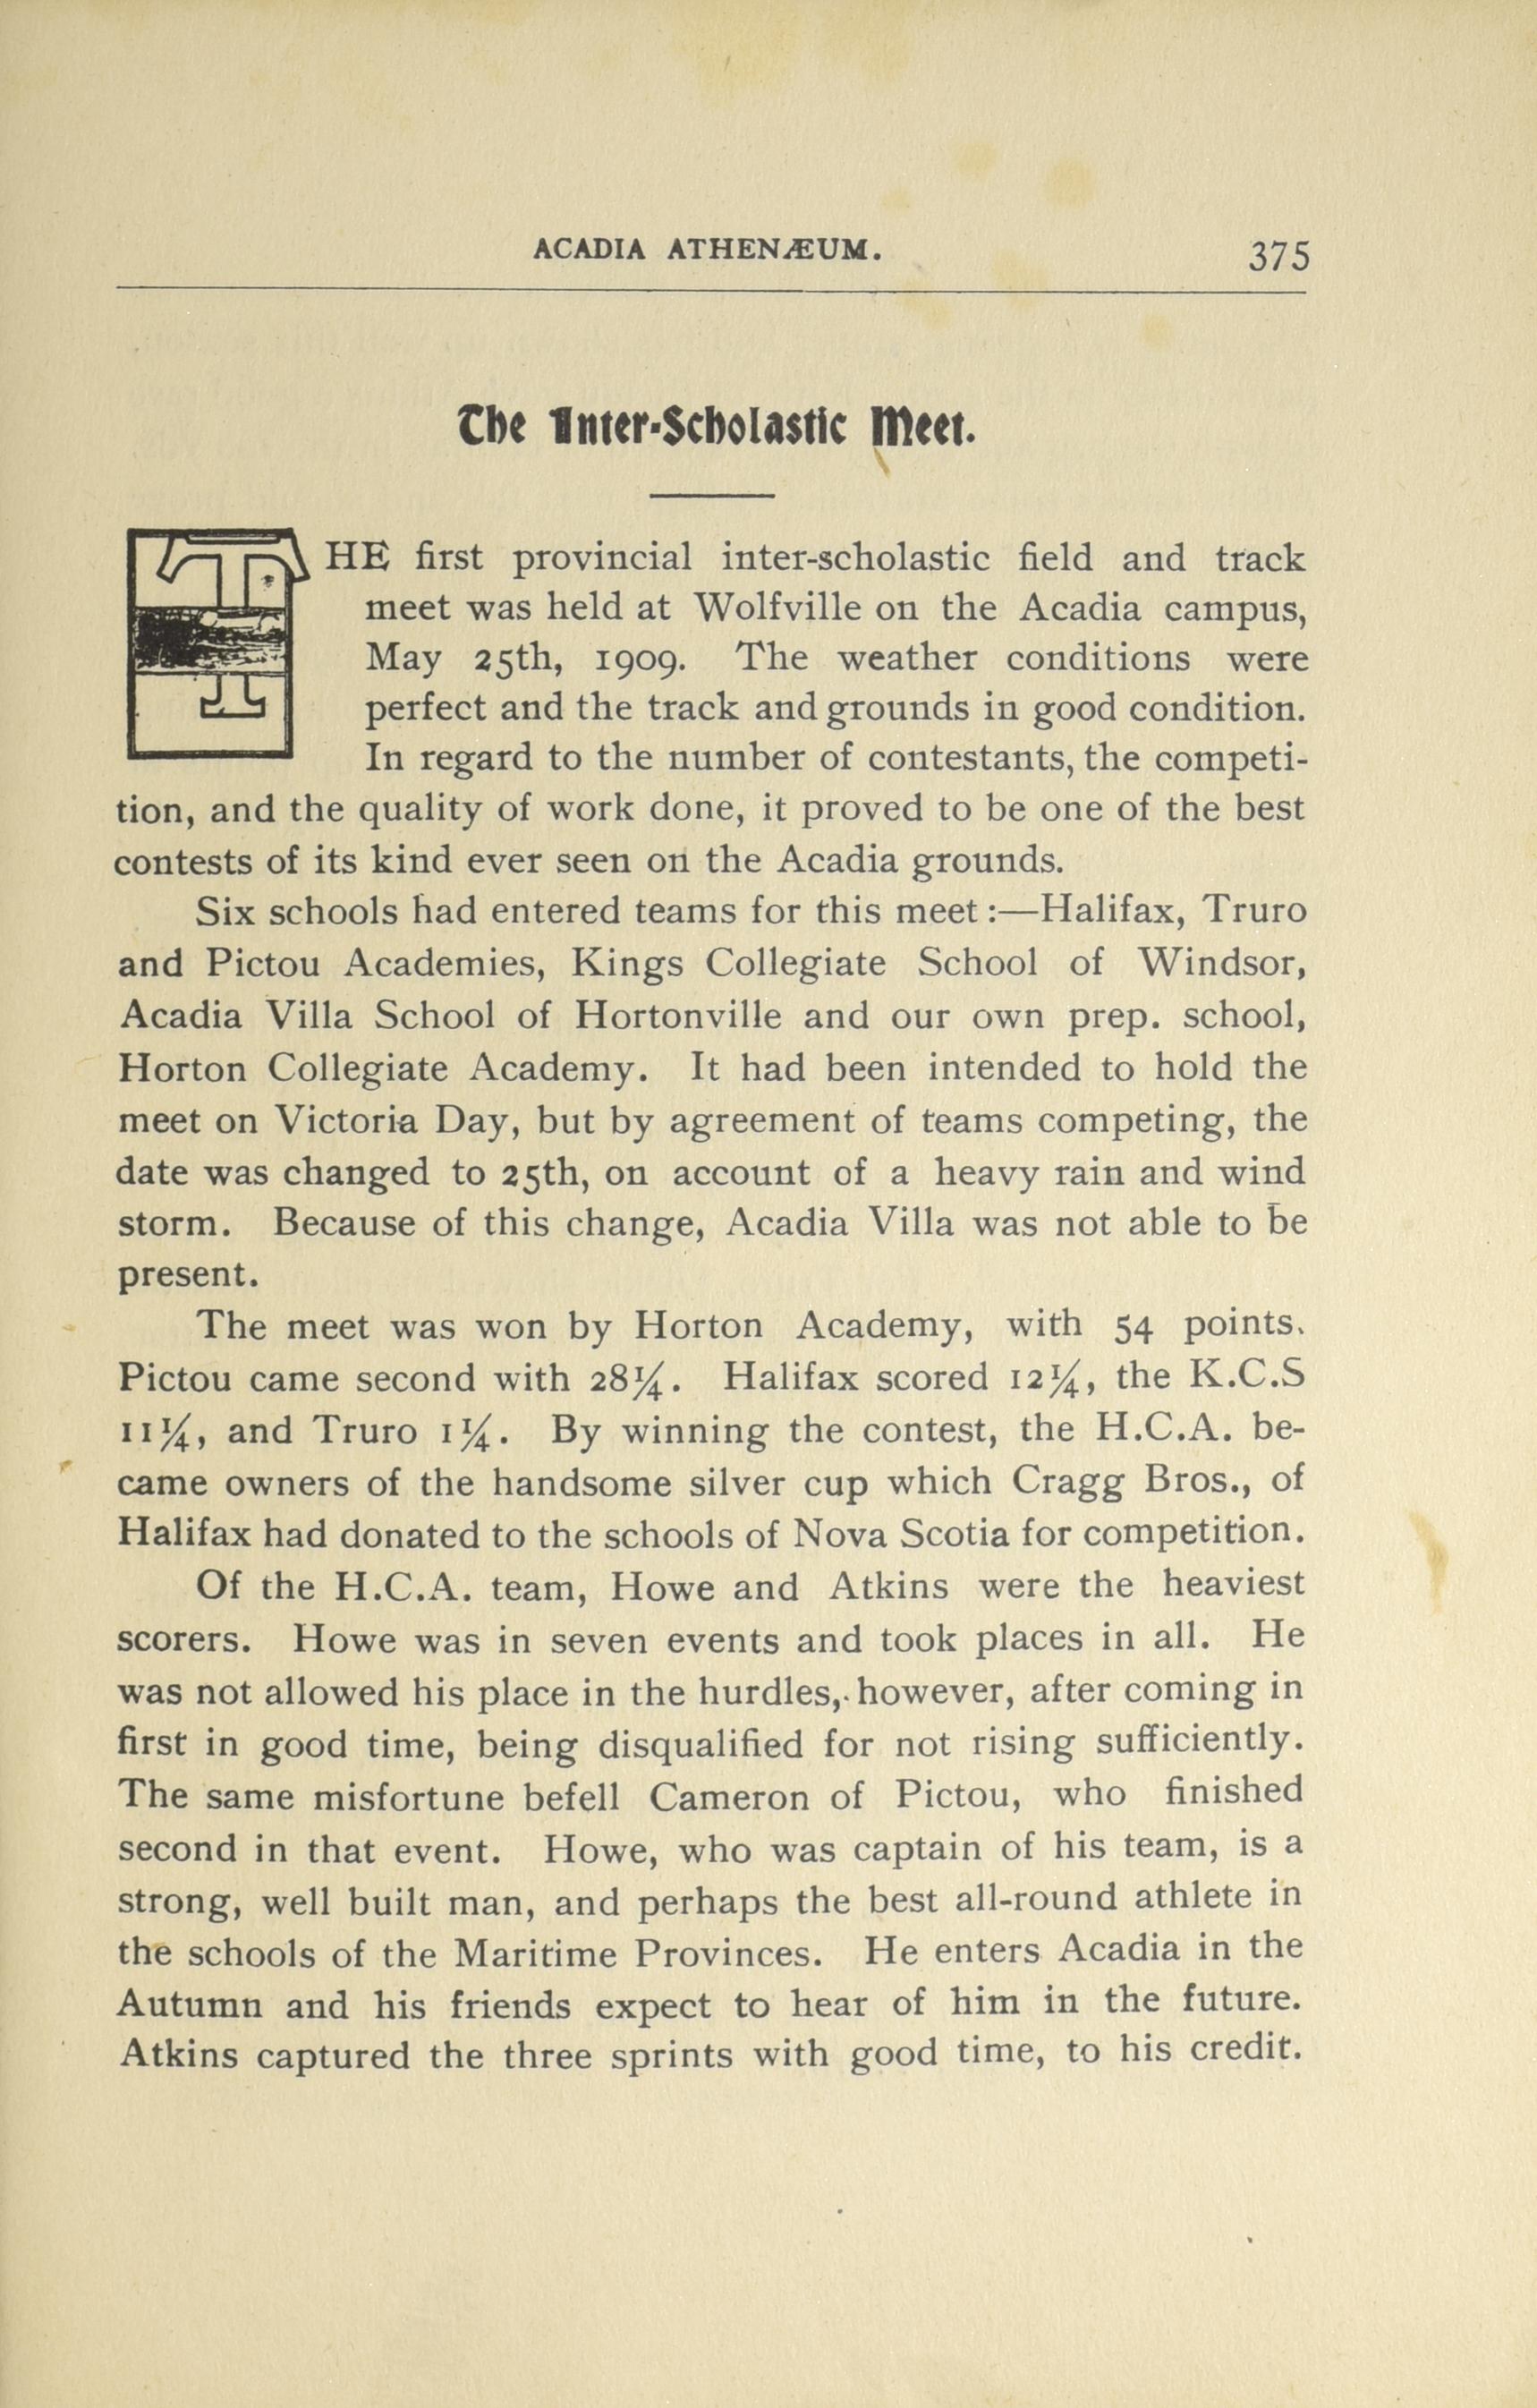 ACADIA ATHENÆUM. 375
The Inter-Scholastic Meet.
THE first provincial inter-scholastic field and track
meet was held at Wolfville on the Acadia campus,
May 25th, 1909. The weather conditions were
perfect and the track and grounds in good condition.
In regard to the number of contestants, the competi-
tion, and the quality of work done, it proved to be one of the best
contests of its kind ever seen on the Acadia grounds.
Six schools had entered teams for this meet :—Halifax, Truro
and Pictou Academies, Kings Collegiate School of Windsor,
Acadia Villa School of Hortonville and our own prep. school,
Horton Collegiate Academy. It had been intended to hold the
meet on Victoria Day, but by agreement of teams competing, the
date was changed to 25th, on account of a heavy rain and wind
storm. Because of this change, Acadia Villa was not able to be
present.
The meet was won by Horton Academy, with 54 points.
Pictou came second with 28¼. Halifax scored 12¼, the K.C.S
11¼, and Truro 1¼. By winning the contest, the H.C.A. be-
came owners of the handsome silver cup which Cragg Bros., of
Halifax had donated to the schools of Nova Scotia for competition.
Of the H.C.A. team, Howe and Atkins were the heaviest
scorers. Howe was in seven events and took places in all. He
was not allowed his place in the hurdles, however, after coming in
first in good time, being disqualified for not rising sufficiently.
The same misfortune befell Cameron of Pictou, who finished
second in that event. Howe, who was captain of his team, is a
strong, well built man, and perhaps the best all-round athlete in
the schools of the Maritime Provinces. He enters Acadia in the
Autumn and his friends expect to hear of him in the future.
Atkins captured the three sprints with good time, to his credit.